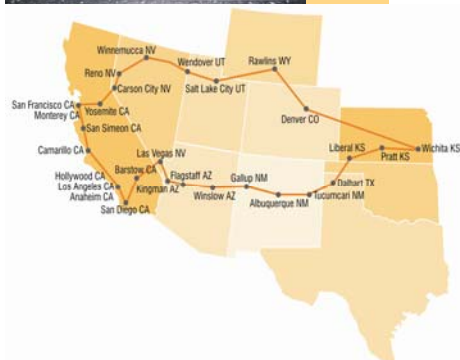 Winnemucca NV
Wendover UT
Rawlins WY
Reno NV
Carson City NV
Salt Lake City UT
San Francisco CA
Yosemite CA
Monterey CA
Denver CO
San Simeon CA
Liberal KS
Wichita KS
Pratt KS
Camarillo CA
Las Vegas NV
Barstow CA
Flagstaff AZ
Gallup NM
Dalhart TX
Hollywood CA
Los Angeles CA
Kingman AZ
Winslow AZ
Tucumcari NM
Anaheim CA
Albuquerque NM
San Diego CA